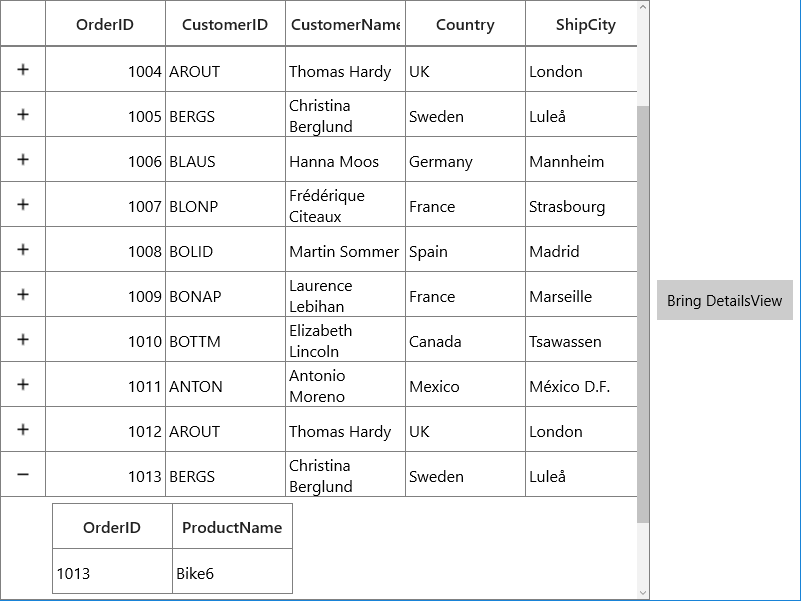 OrderID CustomerID CustomerName Country ShipCity
+ 1004 AROUT Thomas Hardy UK London
+ 1005 BERGS Christina Berglund Sweden Luleå
+ 1006 BLAUS Hanna Moos Germany Mannheim
+ 1007 BLONP Frédérique Citeaux France Strasbourg
+ 1008 BOLID Martin Sommer Spain Madrid
+ 1009 BONAP Laurence Lebihan France Marseille
+ 1010 BOTTM Elizabeth Lincoln Canada Tsawassen
+ 1011 ANTON Antonio Moreno Mexico México D.F.
+ 1012 AROUT Thomas Hardy UK London
− 1013 BERGS Christina Berglund Sweden Luleå
OrderID ProductName
1013 Bike6
Bring DetailsView